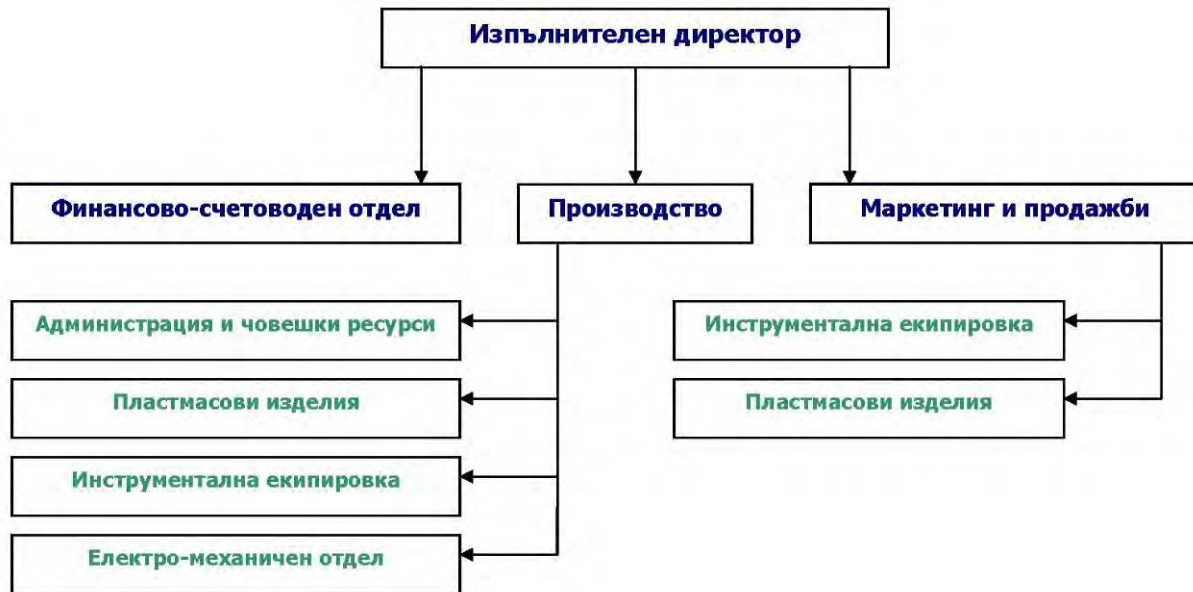 Изпълнителен директор
Финансово-счетоводен отдел
Производство
Маркетинг и продажби
Администрация и човешки ресурси
Инструментална екипировка
Пластмасови изделия
Пластмасови изделия
Инструментална екипировка
Електро-механичен отдел